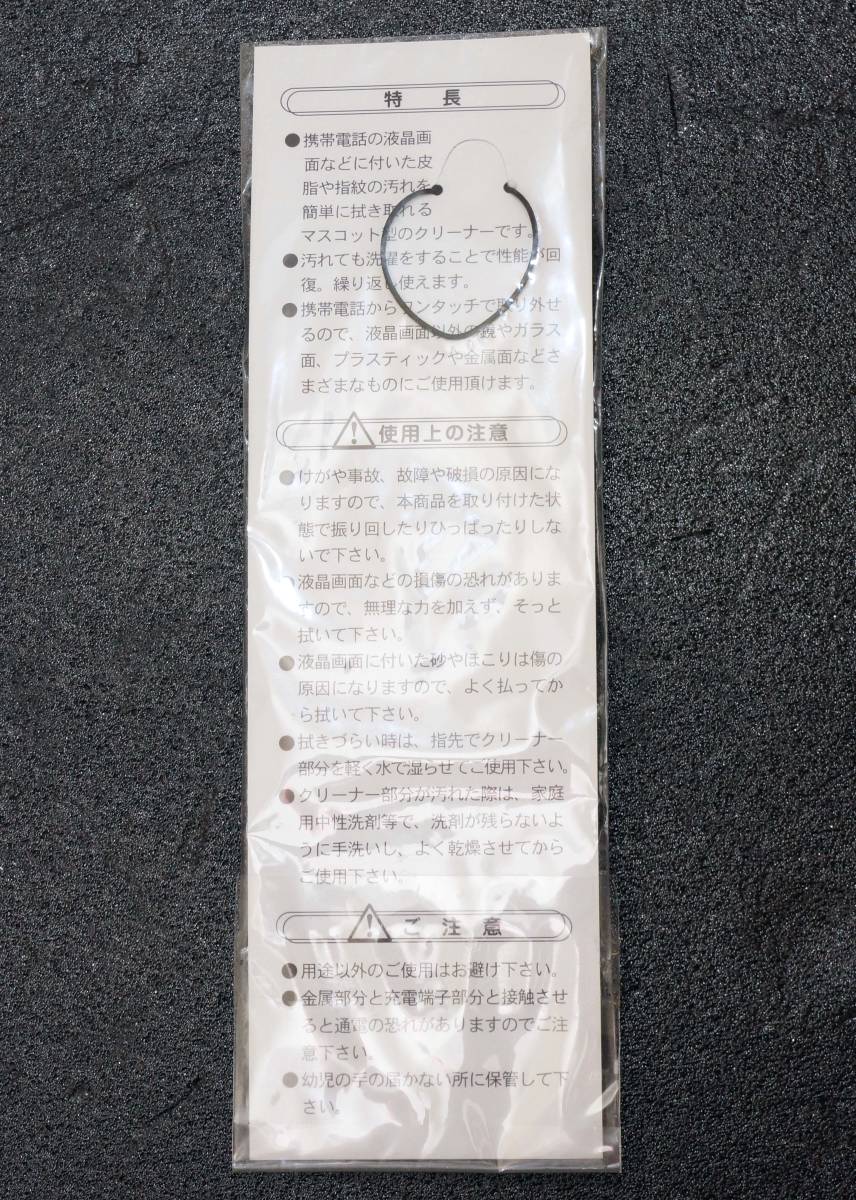 特 長
●携帯電話の液晶画
面などに付いた皮
脂や指紋の汚れを
簡単に拭き取れる
マスコット型のクリーナーです。
●汚れても洗濯をすることで性能が回
復。繰り返し使えます。
●携帯電話からワンタッチで取り外せ
るので、液晶画面以外の鏡やガラス
面、プラスティックや金属面などさ
まざまなものにご使用頂けます。
使用上の注意
●けがや事故、故障や破損の原因にな
りますので、本商品を取り付けた状
態で振り回したりひっぱったりしな
いで下さい。
●液晶画面などの損傷の恐れがありま
すので、無理な力を加えず、そっと
拭いて下さい。
●液晶画面に付いた砂やほこりは傷の
原因になりますので、よく払ってか
ら拭いて下さい。
●拭きづらい時は、指先でクリーナー
部分を軽く水で湿らせてご使用下さい。
●クリーナー部分が汚れた際は、家庭
用中性洗剤等で、洗剤が残らないよ
うに手洗いし、よく乾燥させてから
ご使用下さい。
ご 注 意
●用途以外のご使用はお避け下さい。
●金属部分と充電端子部分と接触させ
ると通電の恐れがありますのでご注
意下さい。
●幼児の手の届かない所に保管して下
さい。